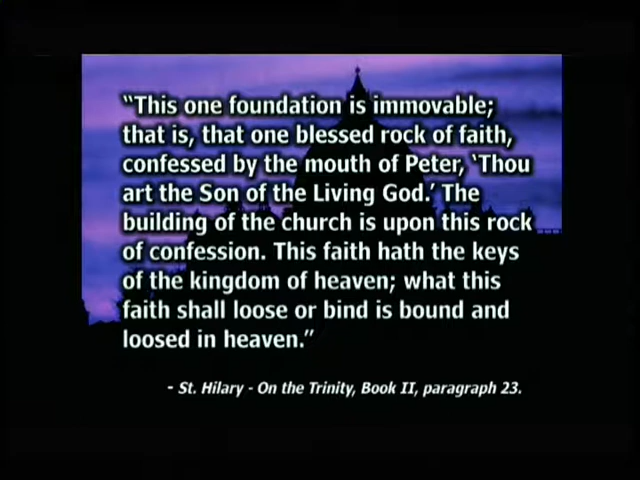 “This one foundation is immovable;
that is, that one blessed rock of faith,
confessed by the mouth of Peter, ‘Thou
art the Son of the Living God.’ The
building of the church is upon this rock
of confession. This faith hath the keys
of the kingdom of heaven; what this
faith shall loose or bind is bound and
loosed in heaven.”
- St. Hilary - On the Trinity, Book II, paragraph 23.